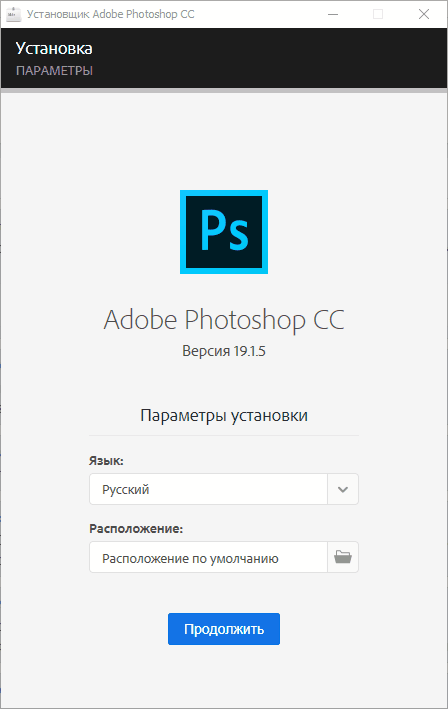 Установщик Adobe Photoshop CC
Установка
ПАРАМЕТРЫ
Ps
Adobe Photoshop CC
Версия 19.1.5
Параметры установки
Язык:
Русский
Расположение:
Расположение по умолчанию
Продолжить